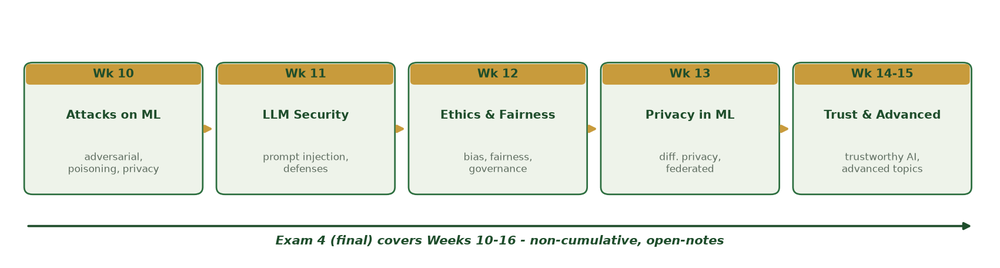 Wk 10
Attacks on ML
adversarial,
poisoning, privacy
Wk 11
LLM Security
prompt injection,
defenses
Wk 12
Ethics & Fairness
bias, fairness,
governance
Wk 13
Privacy in ML
diff. privacy,
federated
Wk 14-15
Trust & Advanced
trustworthy AI,
advanced topics
Exam 4 (final) covers Weeks 10-16 - non-cumulative, open-notes